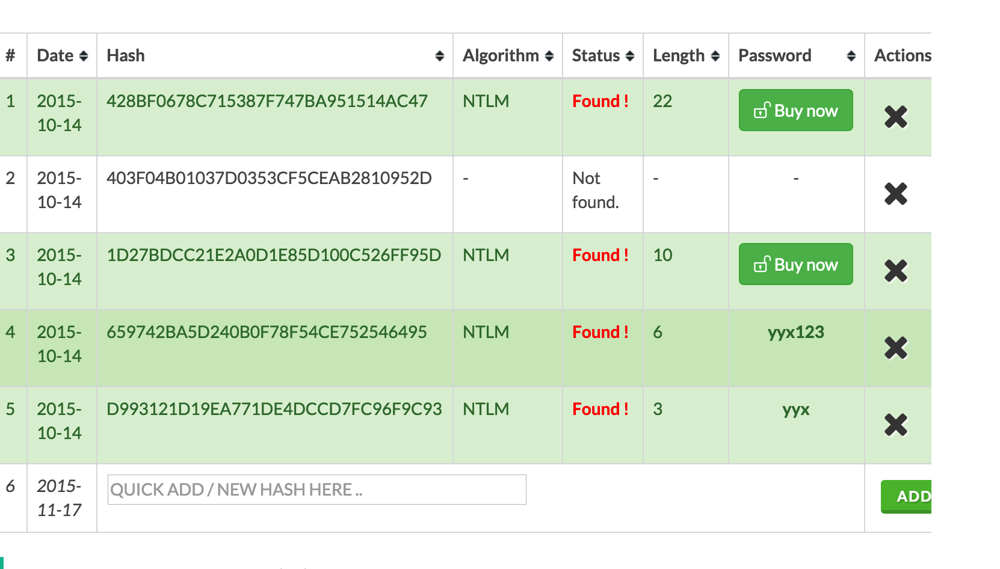 # Date Hash Algorithm Status Length Password Actions
1 2015- 428BF0678C715387F747BA951514AC47 NTLM Found ! 22 Buy now
10-14
2 2015- 403F04B01037D0353CF5CEAB2810952D - Not - -
10-14 found.
3 2015- 1D27BDCC21E2A0D1E85D100C526FF95D NTLM Found ! 10 Buy now
10-14
4 2015- 659742BA5D240B0F78F54CE752546495 NTLM Found ! 6 yyx123
10-14
5 2015- D993121D19EA771DE4DCCD7FC96F9C93 NTLM Found ! 3 yyx
10-14
6 2015- QUICK ADD / NEW HASH HERE .. ADD
11-17